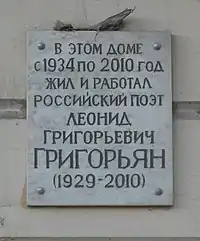 В ЭТОМ ДОМЕ
С 1934 ПО 2010 ГОД
ЖИЛ И РАБОТАЛ
РОССИЙСКИЙ ПОЭТ
ЛЕОНИД
ГРИГОРЬЕВИЧ
ГРИГОРЬЯН
(1929-2010)